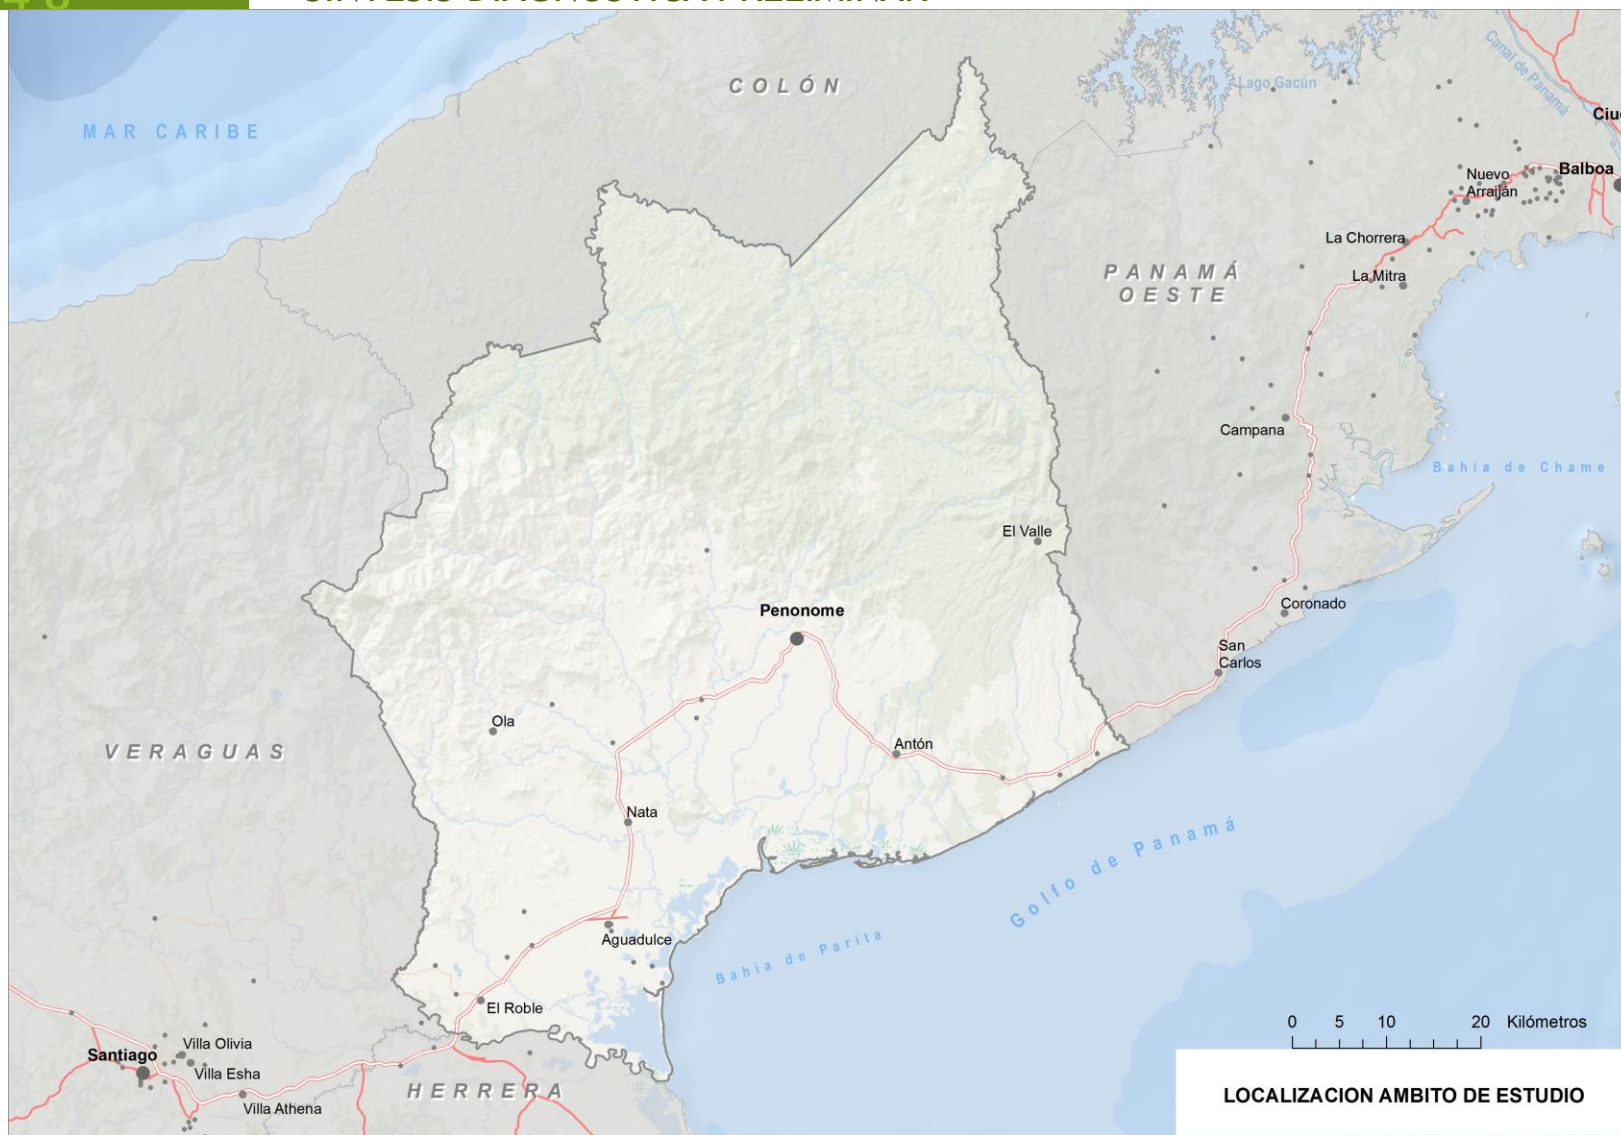 COLÓN
Lago Gacún
Canal de Panamá
MAR CARIBE
Balboa
Nuevo
Arraiján
La Chorrera
PANAMÁ
OESTE
La Mitra
Campana
Bahia de Chame
El Valle
Coronado
Penonome
San
Carlos
Ola
Antón
VERAGUAS
Nata
Golfo de Panamá
Aguadulce
Bahia de Parita
El Roble
0 5 10 20 Kilómetros
Villa Olivia
Santiago
Villa Esha
HERRERA
Villa Athena
LOCALIZACION AMBITO DE ESTUDIO